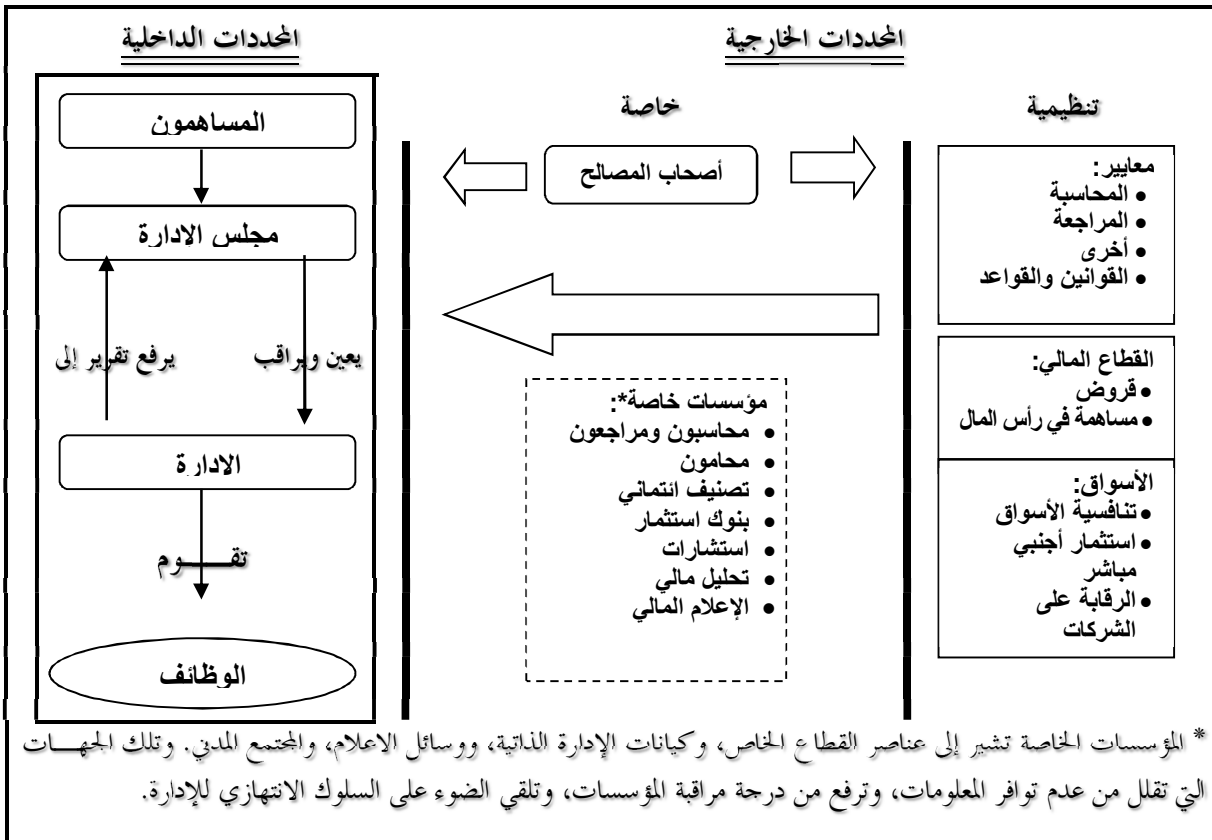 المحددات الخارجية
المحددات الداخلية
تنظيمية
معايير:
• المحاسبة
• المراجعة
• أخرى
• القوانين والقواعد
القطاع المالي:
• قروض
• مساهمة في رأس المال
الأسواق:
• تنافسية الأسواق
• استثمار أجنبي
مباشر
• الرقابة على
الشركات
خاصة
أصحاب المصالح
مؤسسات خاصة*:
• محاسبون ومراجعون
• محامون
• تصنيف ائتماني
• بنوك استثمار
• استشارات
• تحليل مالي
• الإعلام المالي
المساهمون
مجلس الادارة
يعين ويراقب
يرفع تقرير إلى
الادارة
تقـــــوم
الوظائف
* المؤسسات الخاصة تشير إلى عناصر القطاع الخاص، وكيانات الإدارة الذاتية، ووسائل الاعلام، والمجتمع المدني. وتلك الجهـــات
التي تقلل من عدم توافر المعلومات، وترفع من درجة مراقبة المؤسسات، وتلقي الضوء على السلوك الانتهازي للإدارة.